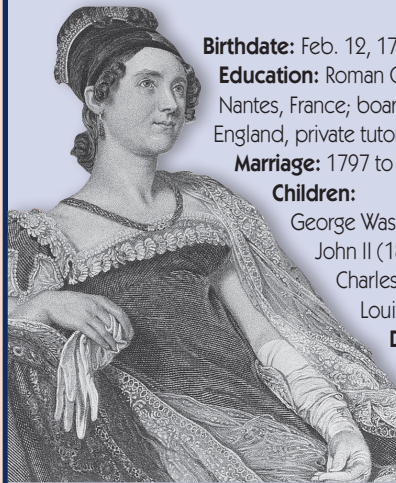 Birthdate: Feb. 12, 17
Education: Roman
Nantes, France; boar
England, private tuto
Marriage: 1797 to
Children:
George Was
John II (18
Charles
Loui
D